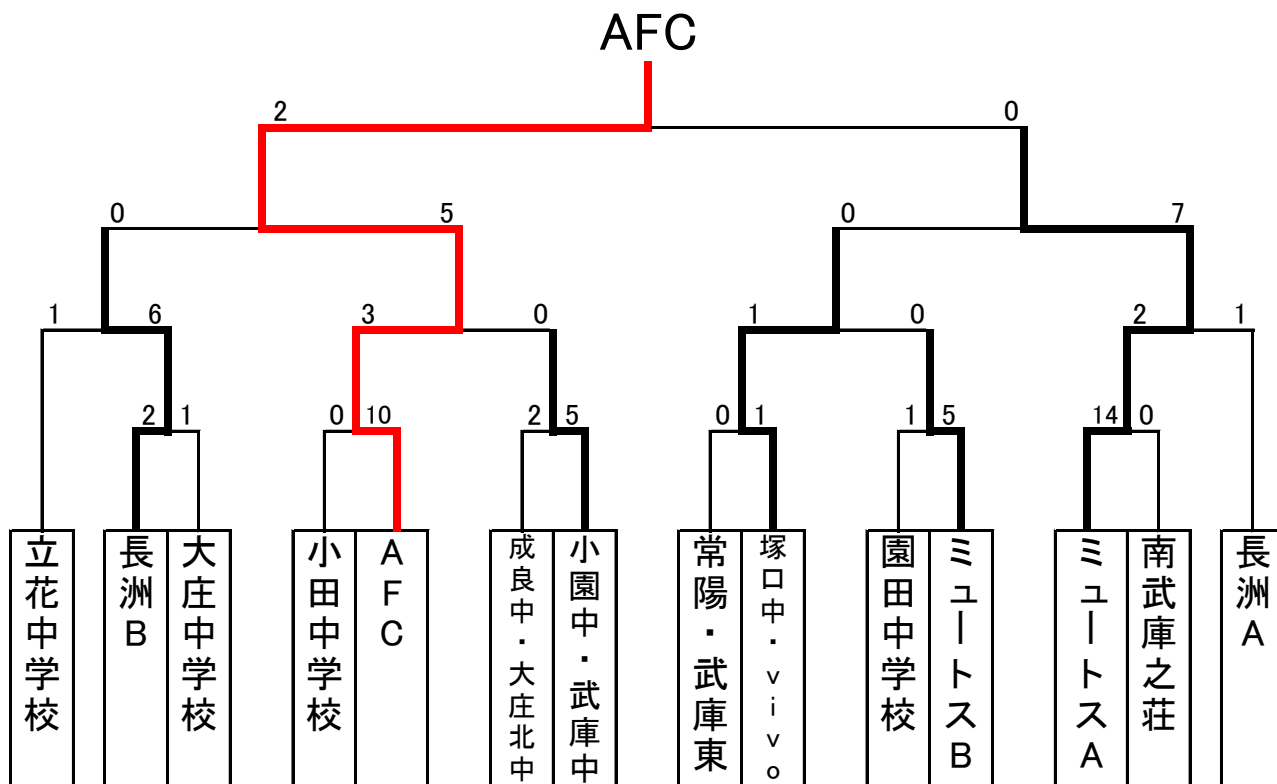 AFC
2 0
0 5 0 7
1 6 3 0 1 0 2 1
2 1 0 10 2 5 0 1 1 5 14 0
立花中学校
長洲B
大庄中学校
小田中学校
AFC
成良中・大庄北中
小園中・武庫中
常陽・武庫東
塚口中・vivo
園田中学校
ミュートスB
ミュートスA
南武庫之荘
長洲A